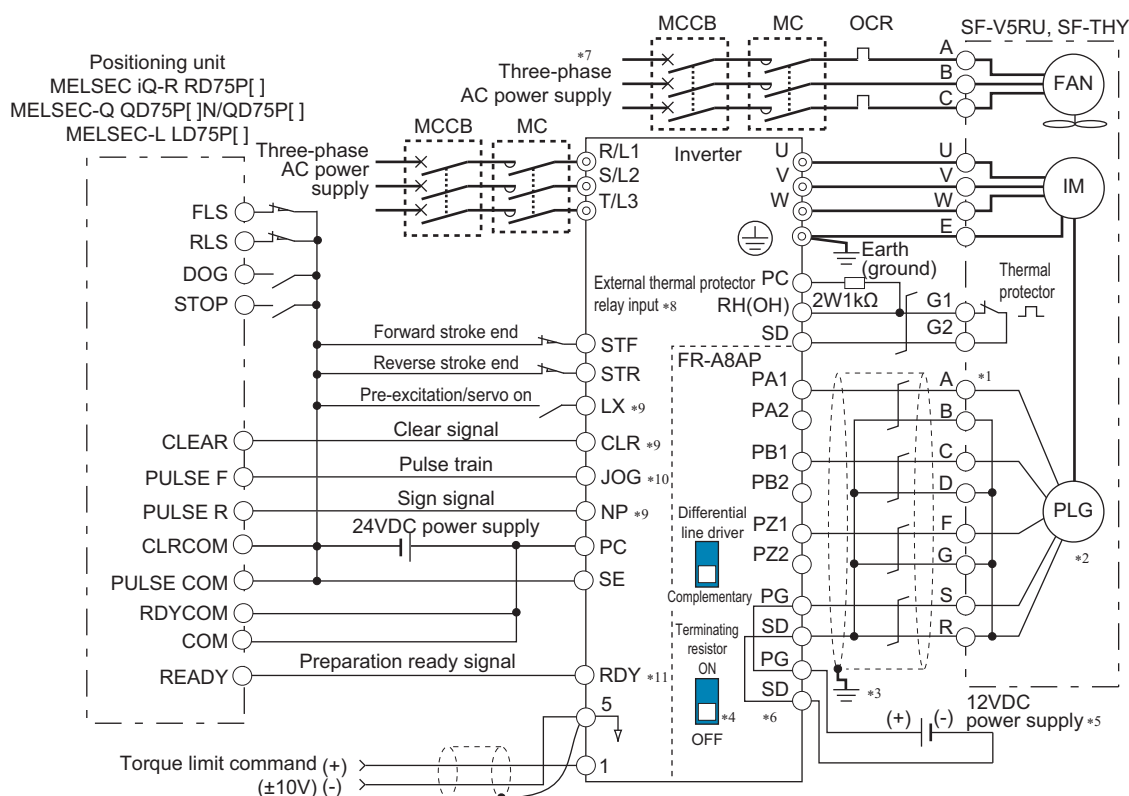 MCCB MC OCR SF-V5RU, SF-THY
*7
Three-phase
AC power supply
A
B
C
FAN
Positioning unit
MELSEC iQ-R RD75P[ ]
MELSEC-Q QD75P[ ]N/QD75P[ ]
MELSEC-L LD75P[ ]
MCCB MC
Three-phase
AC power
supply
R/L1
S/L2
T/L3
Inverter
U
V
W
U
V
W
E
IM
Earth
(ground)
FLS
RLS
DOG
STOP
External thermal protector
relay input *8
PC
RH(OH)
SD
2W1kΩ
G1
G2
Thermal
protector
Forward stroke end
STF
Reverse stroke end
STR
Pre-excitation/servo on
LX *9
CLEAR
Clear signal
CLR *9
PULSE F
Pulse train
JOG *10
PULSE R
Sign signal
NP *9
CLRCOM
24VDC power supply
PC
PULSE COM
SE
RDYCOM
COM
READY
Preparation ready signal
RDY *11
5
1
Torque limit command (+)
(±10V) (-)
FR-A8AP
PA1
PA2
PB1
PB2
PZ1
PZ2
PG
SD
PG
SD
*6
Differential
line driver
Complementary
Terminating
resistor
ON
*4
OFF
A *1
B
C
D
F
G
S
R
PLG
*2
*3
12VDC
(+) (-) power supply *5